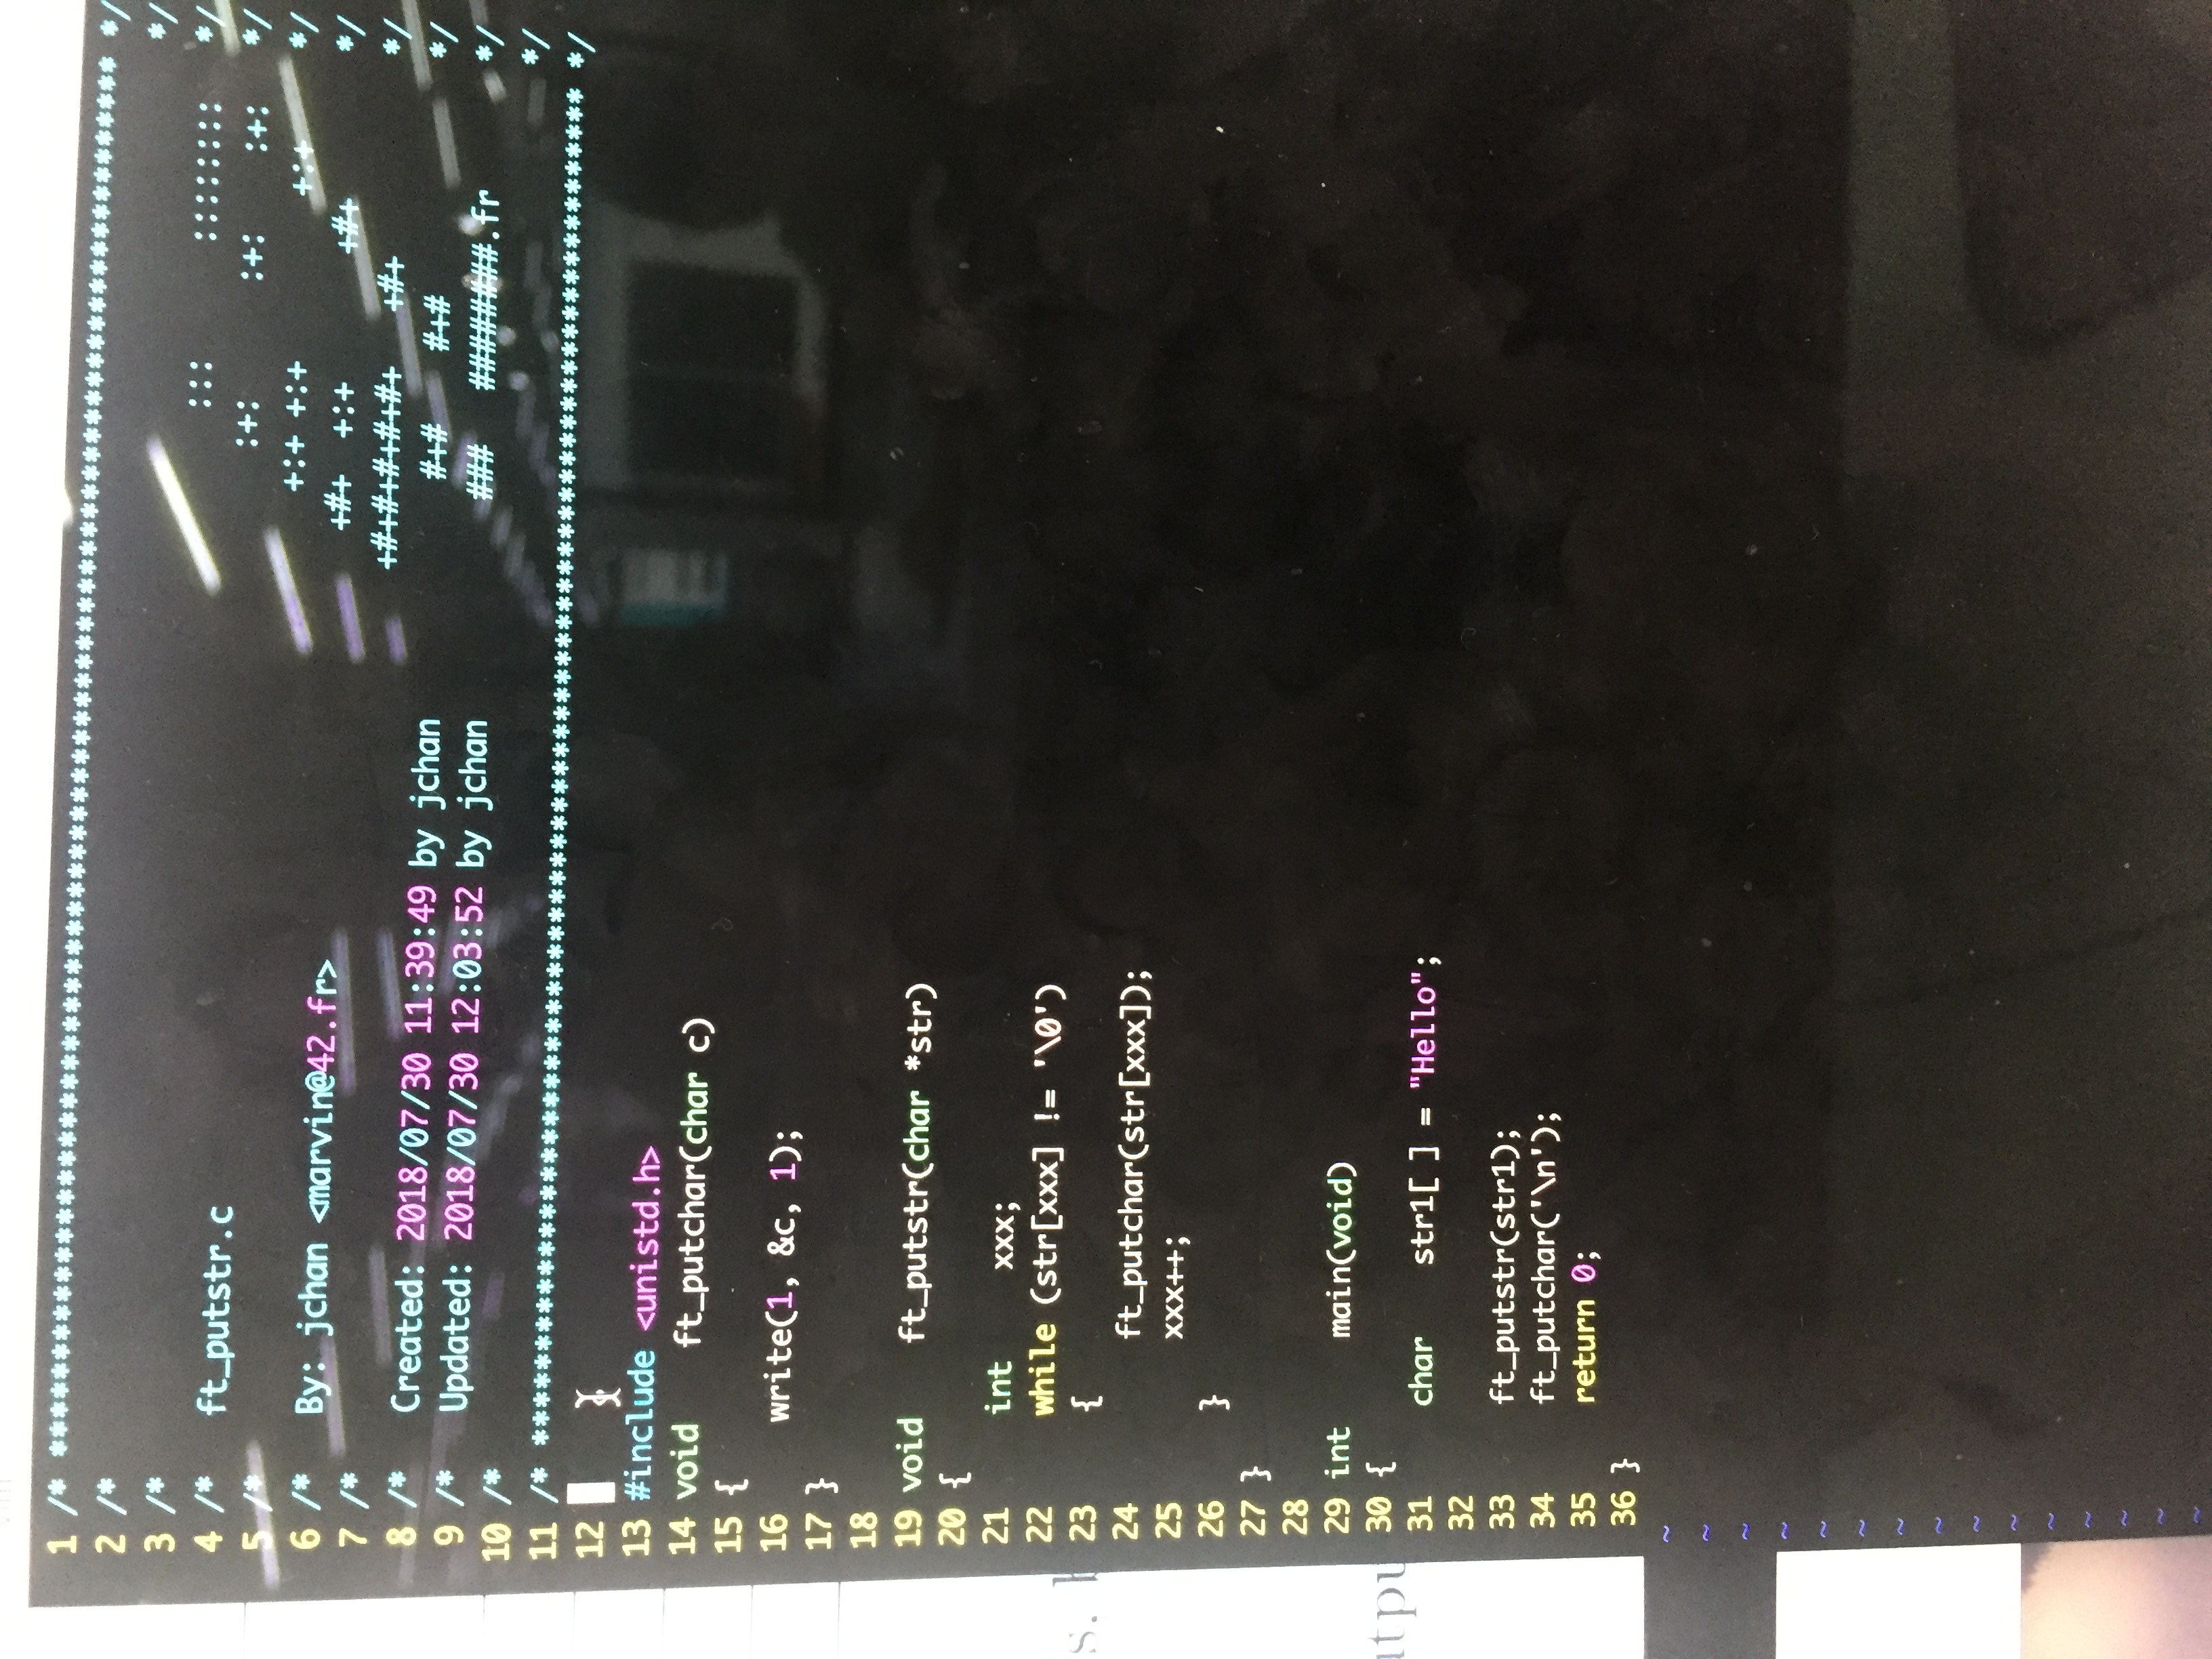 vim
1 /* ************************************************************************** */
2 /*
3 /* */
4 /* ft_putstr.c ::: :::::::: */
5 /* :+: :+: :+: */
6 /* By: jchan <marvin@42.fr> +:+ +:+ +:+ */
7 /* +#+ +:+ +#+ */
8 /* Created: 2018/07/30 11:39:49 by jchan +#+#+#+#+#+ +#+ */
9 /* Updated: 2018/07/30 12:03:52 by jchan #+# #+# */
10 /* ### ########.fr */
11 /* ************************************************************************** */
12
13 #include <unistd.h>
14 void ft_putchar(char c)
15 {
16 write(1, &c, 1);
17 }
18
19 void ft_putstr(char *str)
20 {
21 int xxx;
22 while (str[xxx] != '\0')
23 {
24 ft_putchar(str[xxx]);
25 xxx++;
26 }
27 }
28
29 int main(void)
30 {
31 char str1[ ] = "Hello";
32
33 ft_putstr(str1);
34 ft_putchar('\n');
35 return 0;
36 }
~
~
~
~
~
~
~
~
~
~
~
~
~
~